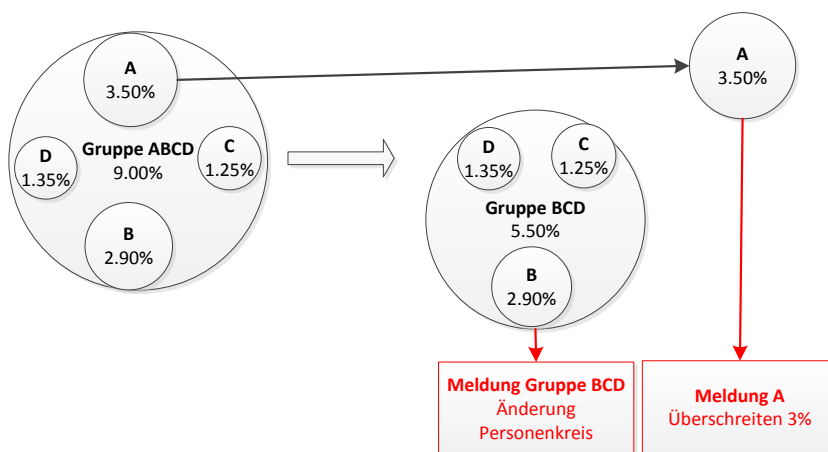 A
3.50%
D
1.35%
Gruppe ABCD
9.00%
C
1.25%
B
2.90%
A
3.50%
D
1.35%
C
1.25%
Gruppe BCD
5.50%
B
2.90%
Meldung Gruppe BCD
Änderung
Personenkreis
Meldung A
Überschreiten 3%